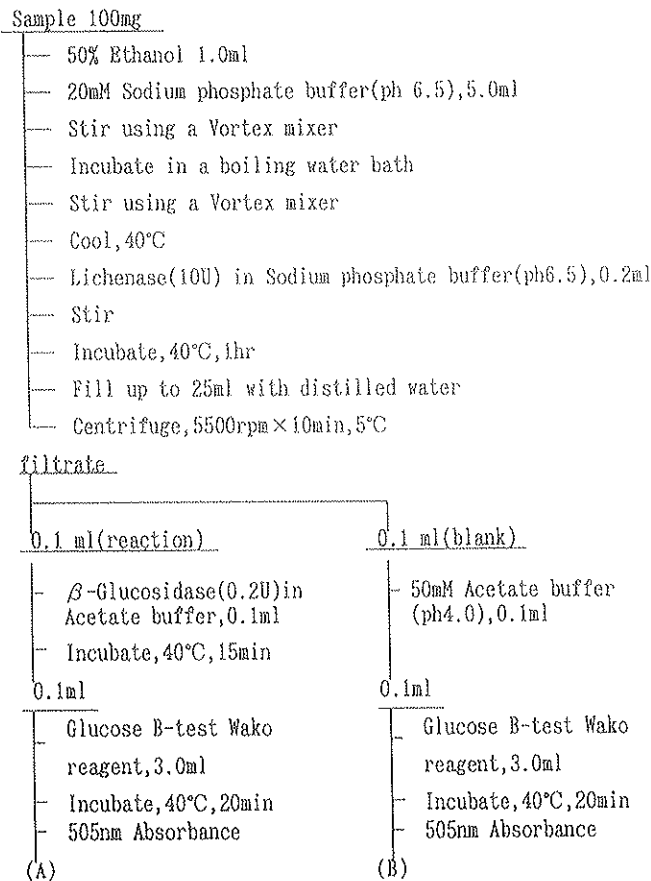 Sample 100mg
50% Ethanol 1.0ml
20mM Sodium phosphate buffer(ph 6.5),5.0ml
Stir using a Vortex mixer
Incubate in a boiling water bath
Stir using a Vortex mixer
Cool,40℃
Lichenase(10U) in Sodium phosphate buffer(ph6.5),0.2ml
Stir
Incubate,40℃,1hr
Fill up to 25ml with distilled water
Centrifuge,5500rpm×10min,5℃
filtrate
0.1 ml(reaction)
β-Glucosidase(0.2U)in
Acetate buffer,0.1ml
Incubate,40℃,15min
0.1ml
Glucose B-test Wako
reagent,3.0ml
Incubate,40℃,20min
505nm Absorbance
(A)
0.1 ml(blank)
50mM Acetate buffer
(ph4.0),0.1ml
0.1ml
Glucose B-test Wako
reagent,3.0ml
Incubate,40℃,20min
505nm Absorbance
(B)